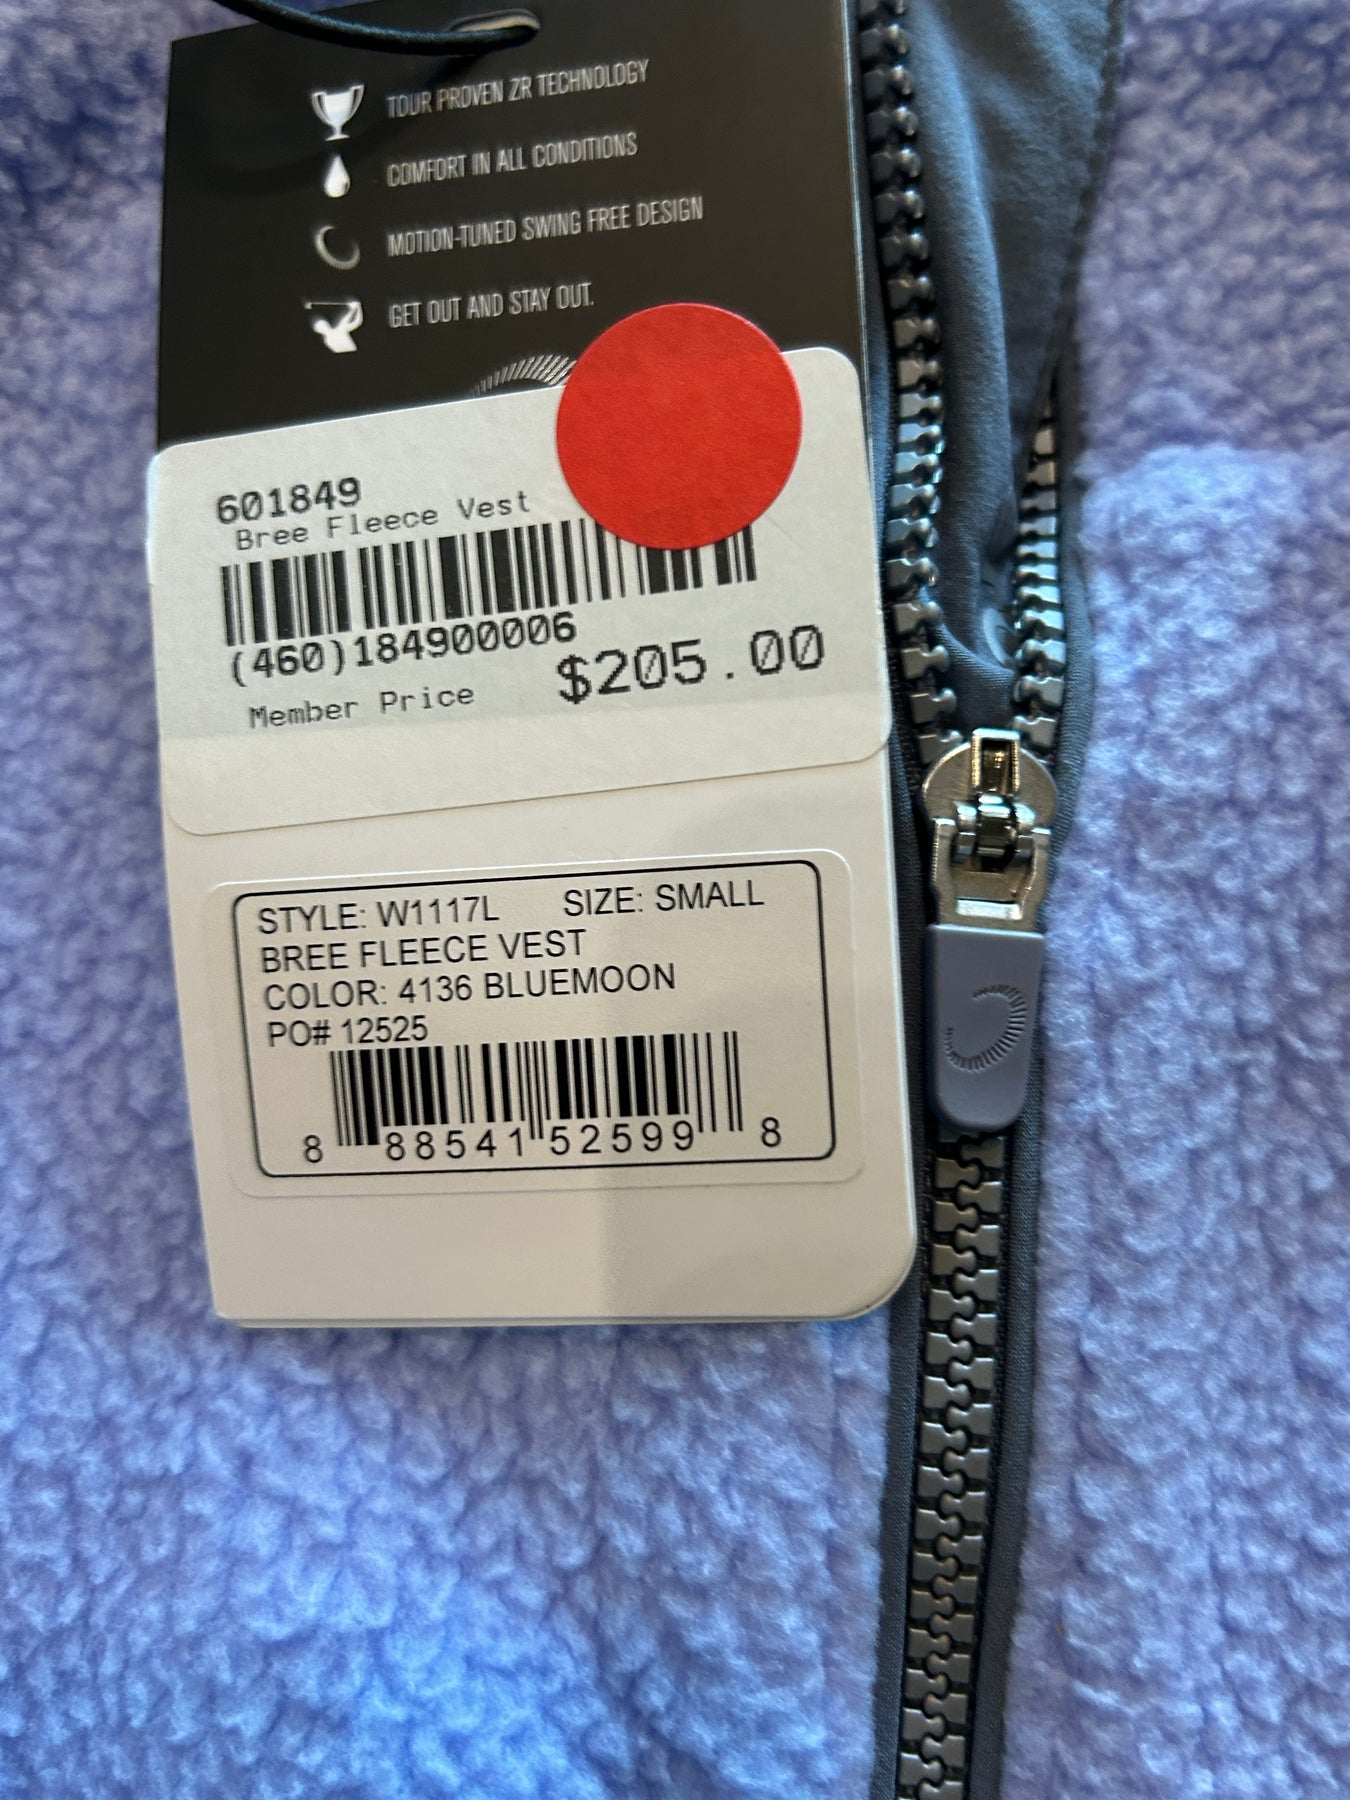 TOUR PROVEN ZR TECHNOLOGY
COMFORT IN ALL CONDITIONS
MOTION-TUNED SWING FREE DESIGN
GET OUT AND STAY OUT.
601849
Bree Fleece Vest
(460)184900006
Member Price $205.00
STYLE: W1117L SIZE: SMALL
BREE FLEECE VEST
COLOR: 4136 BLUEMOON
PO# 12525
8 88541 52599 8